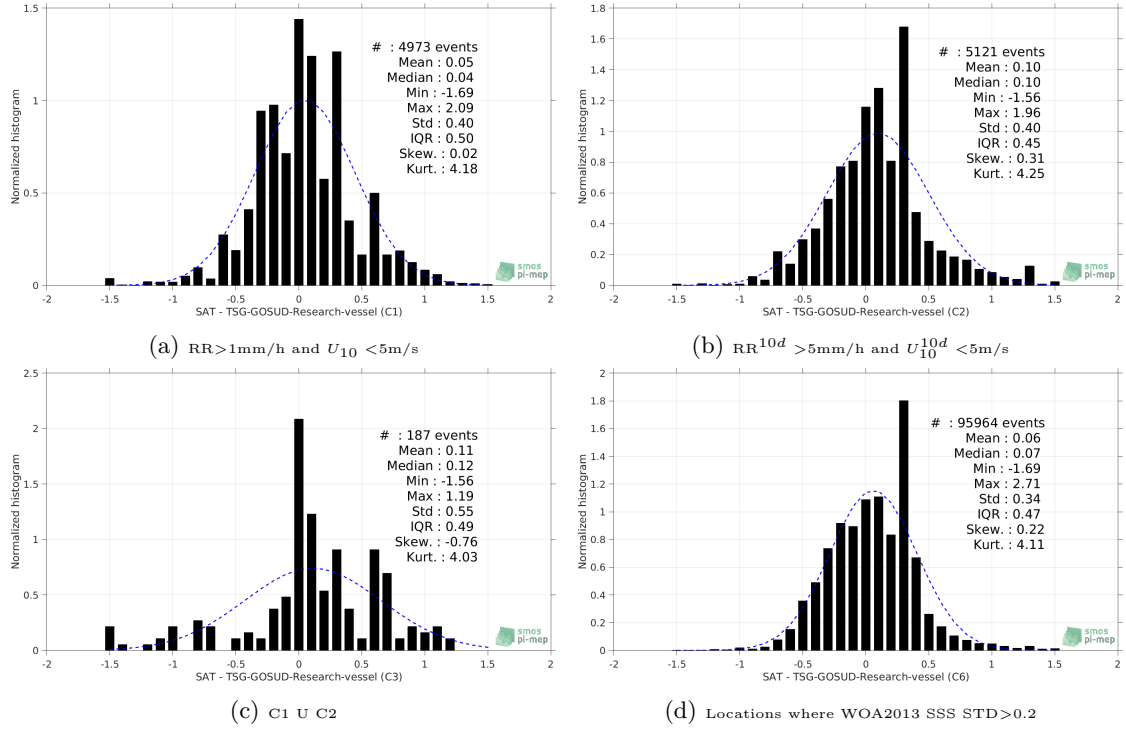 1.5
1
0.5
0
-2
-1.5
-1
-0.5
0
0.5
1
1.5
2
Normalized histogram
SAT - TSG-GOSUD-Research-vessel (C1)
# : 4973 events
Mean : 0.05
Median : 0.04
Min : -1.69
Max : 2.09
Std : 0.40
IQR : 0.50
Skew. : 0.02
Kurt. : 4.18
smos
pi-mep
(a) RR>1mm/h and U10 <5m/s
1.8
1.6
1.4
1.2
1
0.8
0.6
0.4
0.2
0
-2
-1.5
-1
-0.5
0
0.5
1
1.5
2
Normalized histogram
SAT - TSG-GOSUD-Research-vessel (C2)
# : 5121 events
Mean : 0.10
Median : 0.10
Min : -1.56
Max : 1.96
Std : 0.40
IQR : 0.45
Skew. : 0.31
Kurt. : 4.25
smos
pi-mep
(b) RR10d >5mm/h and U10 10d <5m/s
2.5
2
1.5
1
0.5
0
-2
-1.5
-1
-0.5
0
0.5
1
1.5
2
Normalized histogram
SAT - TSG-GOSUD-Research-vessel (C3)
# : 187 events
Mean : 0.11
Median : 0.12
Min : -1.56
Max : 1.19
Std : 0.55
IQR : 0.49
Skew. : -0.76
Kurt. : 4.03
smos
pi-mep
(c) C1 U C2
2
1.8
1.6
1.4
1.2
1
0.8
0.6
0.4
0.2
0
-2
-1.5
-1
-0.5
0
0.5
1
1.5
2
Normalized histogram
SAT - TSG-GOSUD-Research-vessel (C6)
# : 95964 events
Mean : 0.06
Median : 0.07
Min : -1.69
Max : 2.71
Std : 0.34
IQR : 0.47
Skew. : 0.22
Kurt. : 4.11
smos
pi-mep
(d) Locations where WOA2013 SSS STD>0.2